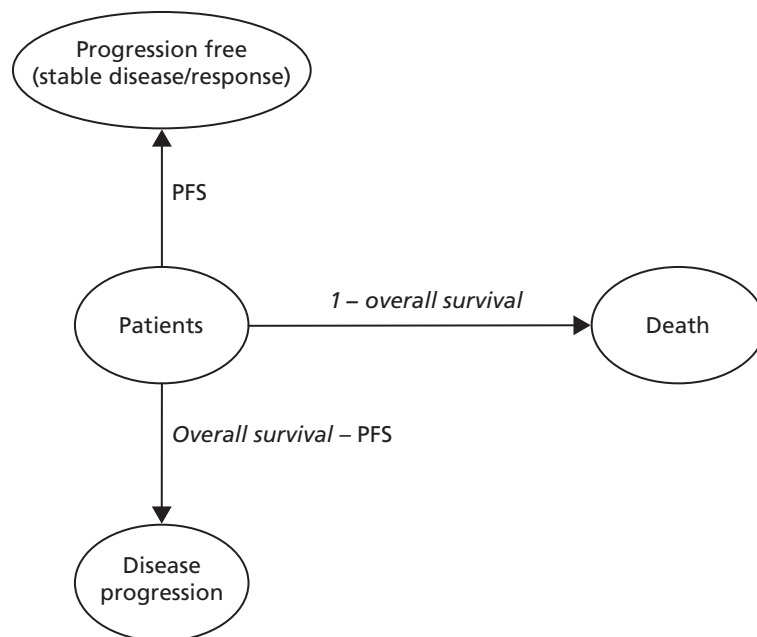 Progression free
(stable disease/response)
PFS
1 – overall survival
Patients
Death
Overall survival – PFS
Disease
progression